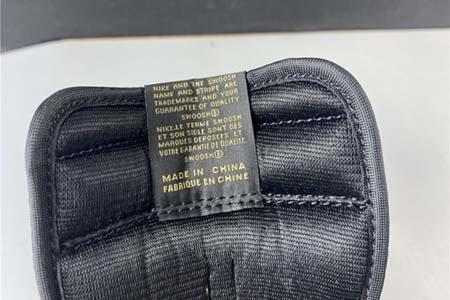 NIKE AND THE SWOOSH
NAME AND STRIPE ARE
TRADEMARKS AND YOUR
GUARANTEE OF QUALITY
SWOOSH®
NIKE.LE TERME SWOOSH
ET SON SIGLE SONT DES
MARQUES DÉPOSÉS ET
VOTRE GARANTIE DE QUALITE.
SWOOSH®
MADE IN CHINA
FABRIQUE EN CHINE